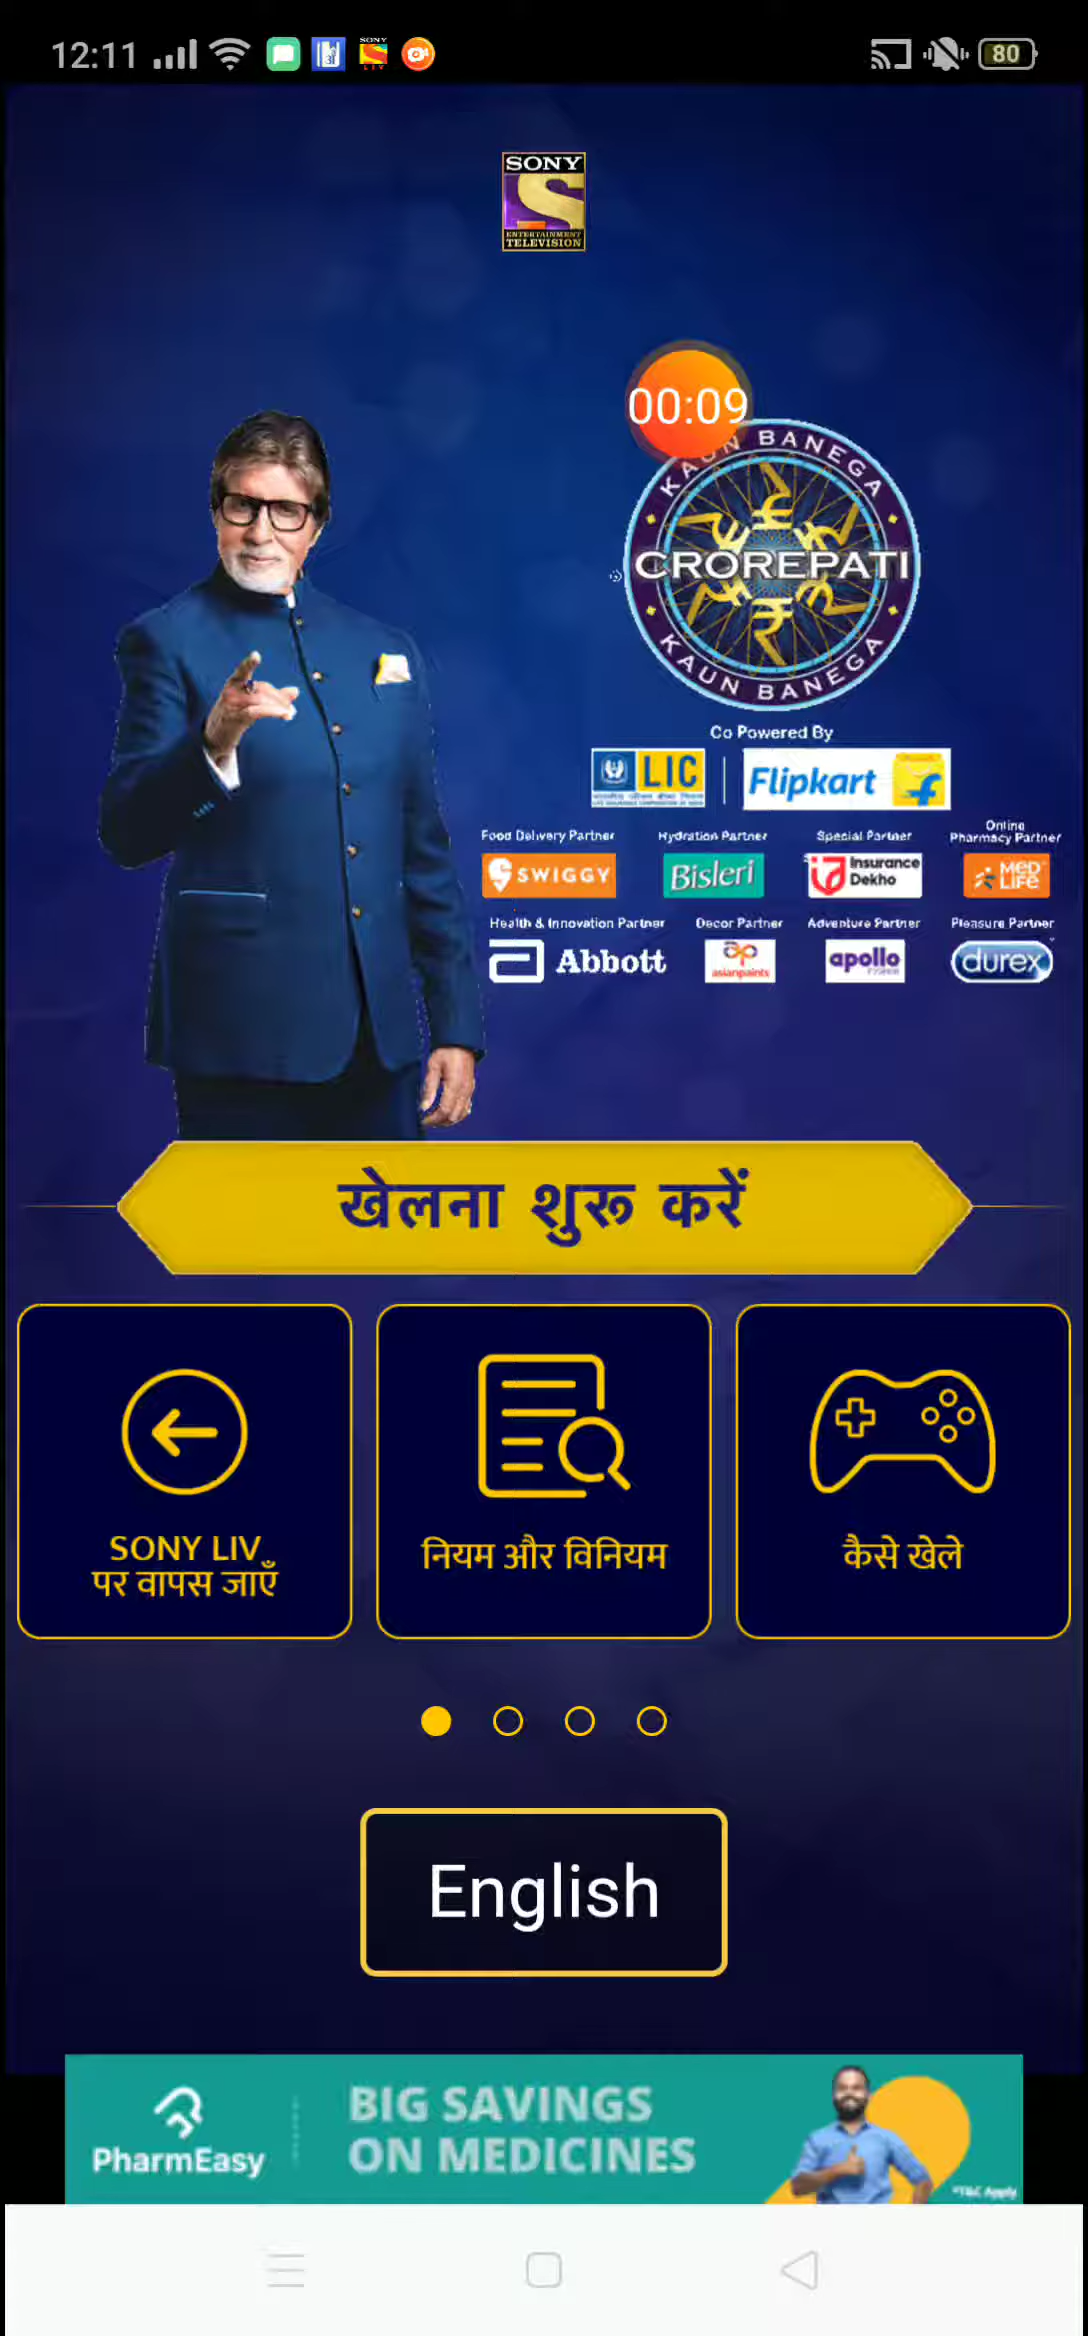 12:11
80
SONY
ENTERTAINMENT
TELEVISION
00:09
KAUN BANEGA
CROREPATI
KAUN BANEGA
Co Powered By
LIC
Flipkart
Food Delivery Partner
Hydration Partner
Special Partner
Online
Pharmacy Partner
SWIGGY
Bisleri
Insurance
Dekho
MED
LIFE
Health & Innovation Partner
Decor Partner
Adventure Partner
Pleasure Partner
Abbott
asianpaints
apollo
durex
खेलना शुरू करें
SONY LIV
पर वापस जाएँ
नियम और विनियम
कैसे खेले
English
PharmEasy
BIG SAVINGS
ON MEDICINES
*T&C Apply